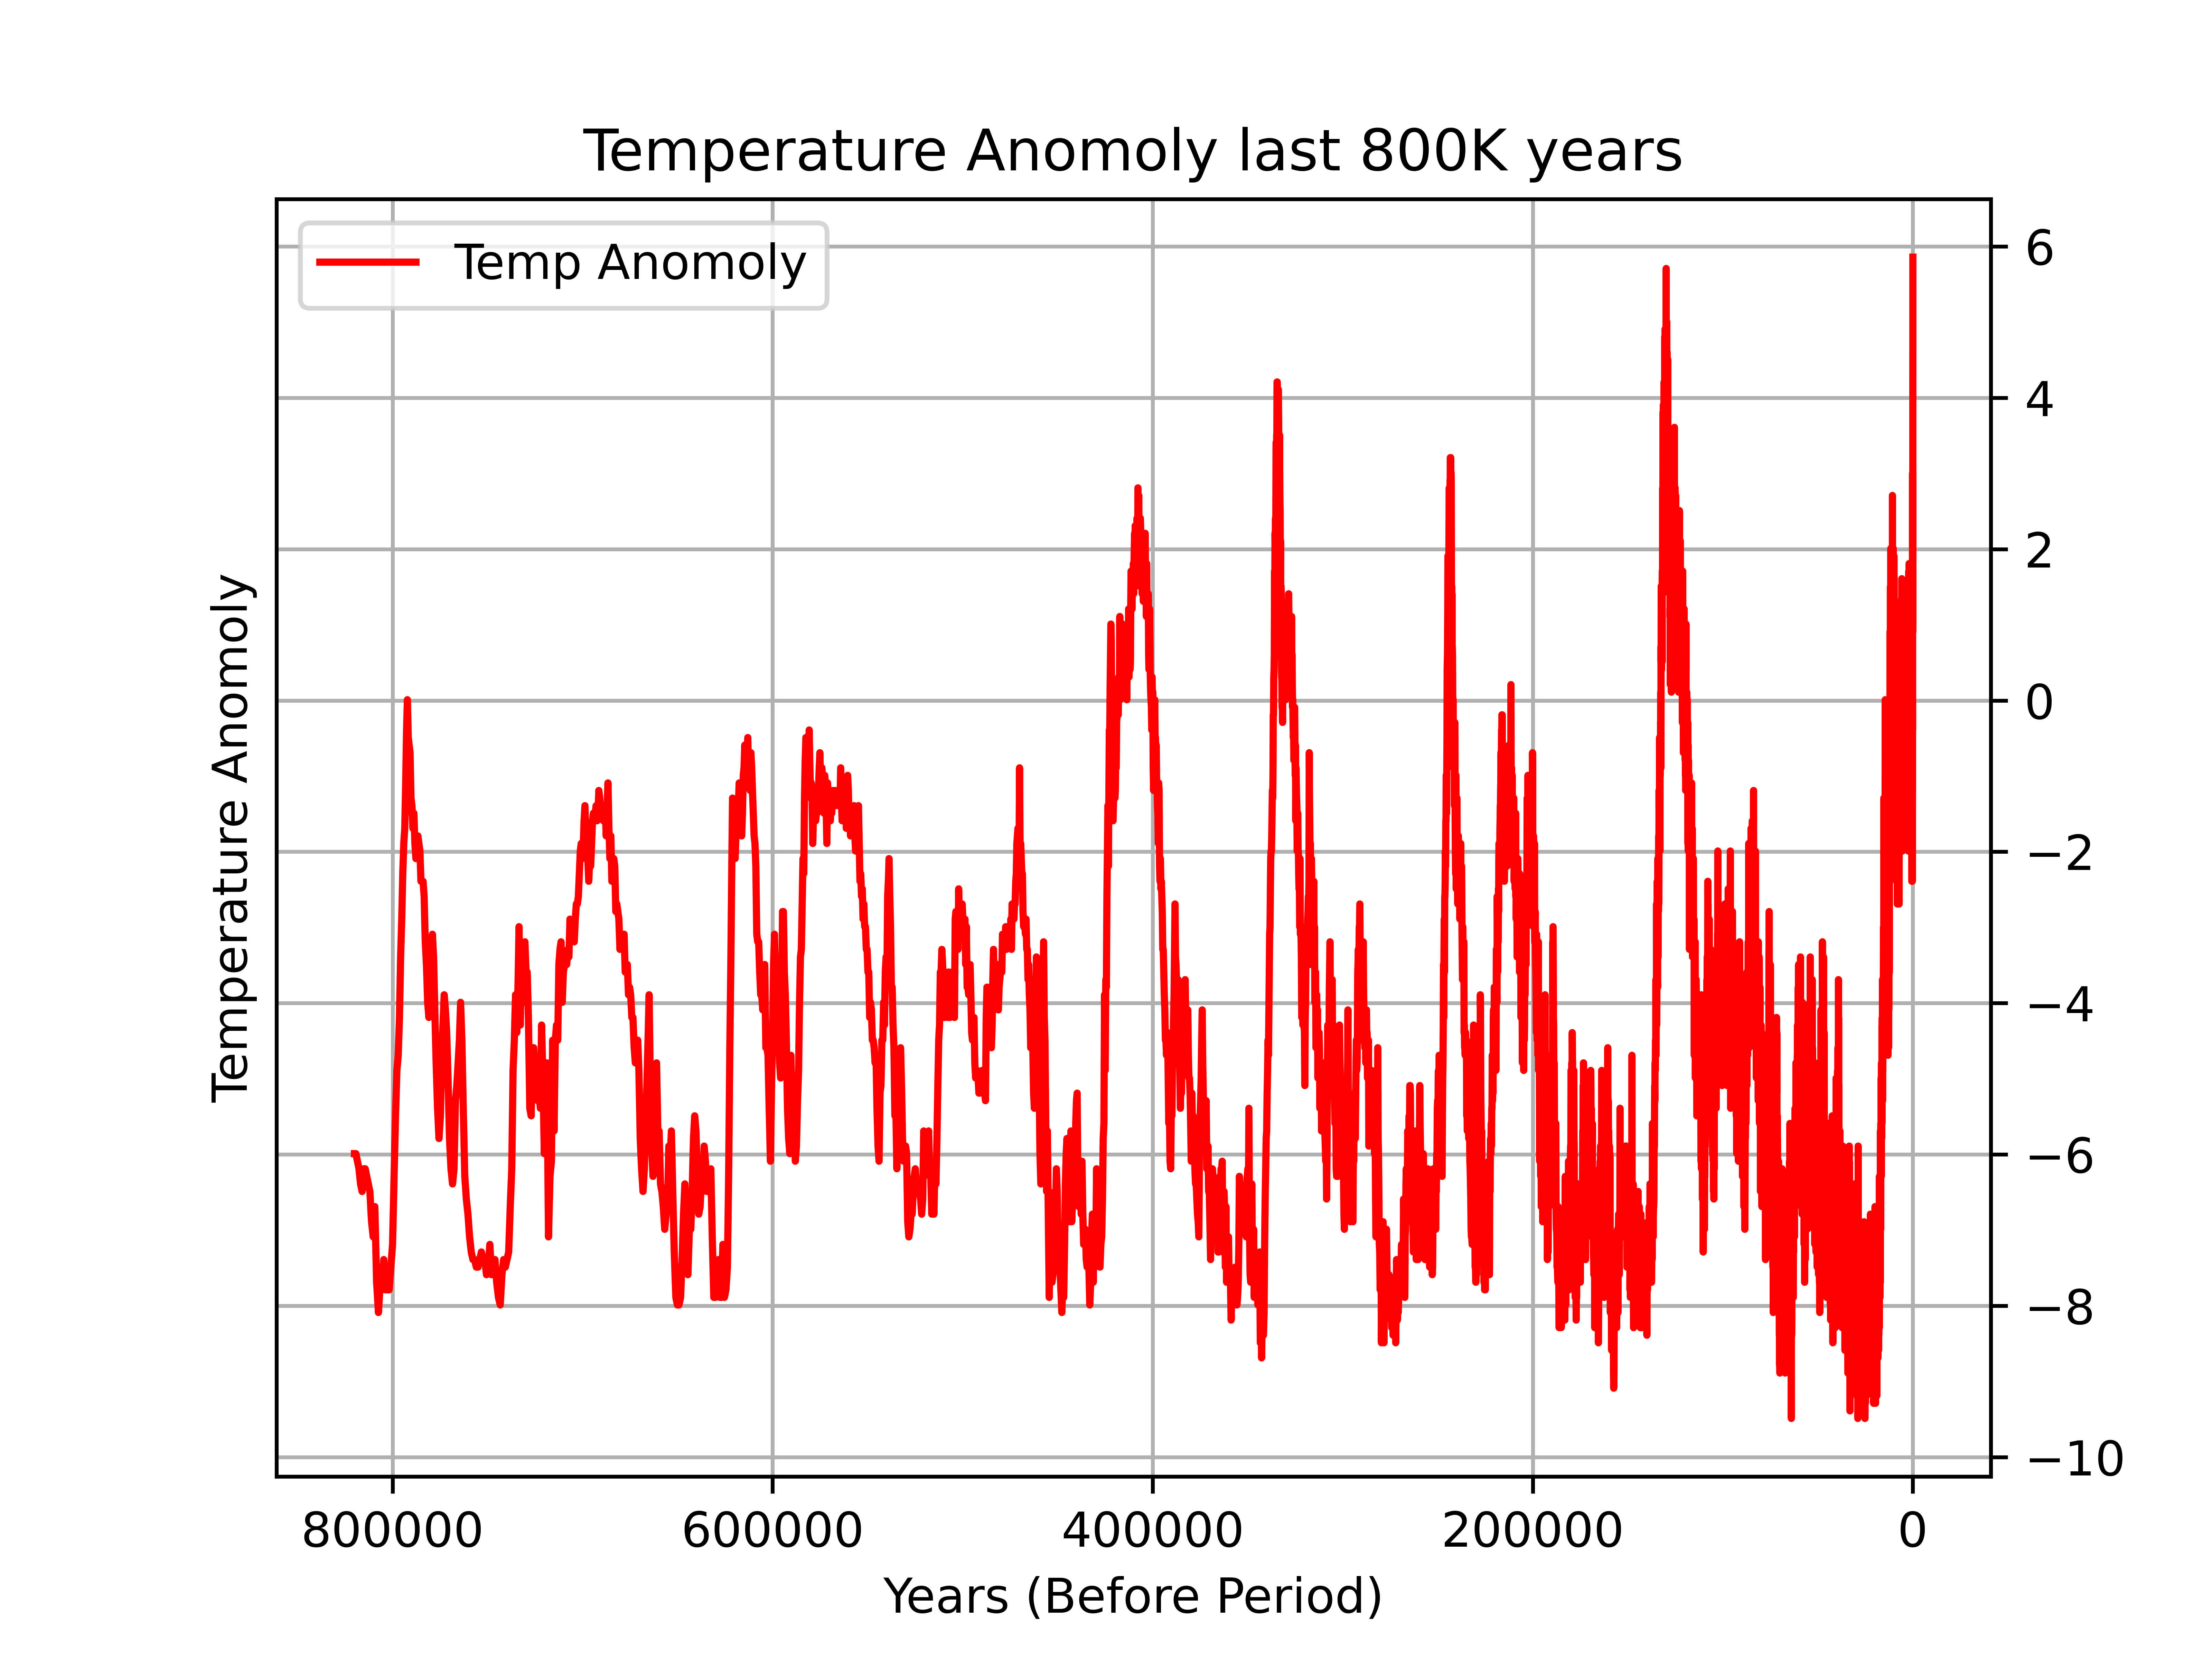 Temperature Anomoly last 800K years
Temp Anomoly
Temperature Anomoly
6
4
2
0
−2
−4
−6
−8
−10
800000 600000 400000 200000 0
Years (Before Period)